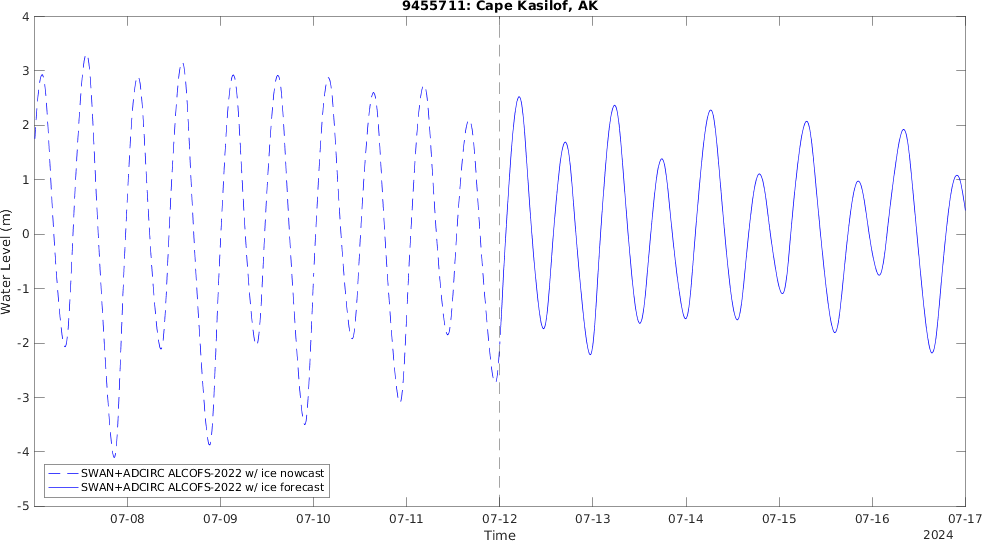 9455711: Cape Kasilof, AK
4
3
2
1
0
-1
-2
-3
-4
-5
Water Level (m)
SWAN+ADCIRC ALCOFS-2022 w/ ice nowcast
SWAN+ADCIRC ALCOFS-2022 w/ ice forecast
07-08 07-09 07-10 07-11 07-12 07-13 07-14 07-15 07-16 07-17
Time
2024